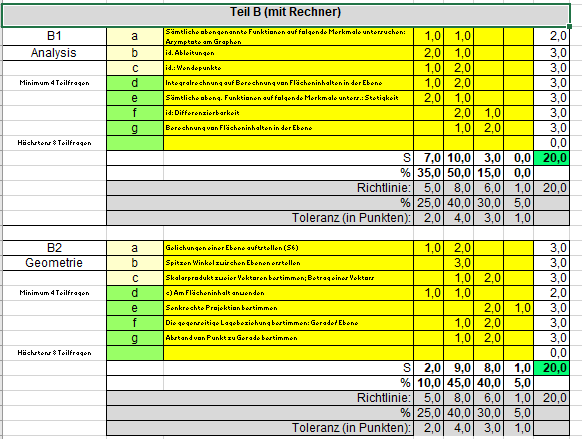 Teil B (mit Rechner)
B1 a Sämtliche oben genannte Funktionen auf folgende Merkmale untersuchen: Arymptote am Graphen 1,0 1,0 2,0
Analysis b id. Ableitungen 2,0 1,0 3,0
c id.: Wendepunkte 1,0 2,0 3,0
Minimum 4 Teilfragen d Integralrechnung auf Berechnung von Flächeninhalten in der Ebene 1,0 2,0 3,0
e Sämtliche obeng. Funktionen auf folgende Merkmale unters.: Stetigkeit 2,0 1,0 3,0
f id: Differenzierbarkeit 2,0 1,0 3,0
g Berechnung von Flächeninhalten in der Ebene 1,0 2,0 3,0
Höchstens 8 Teilfragen 0,0
S 7,0 10,0 3,0 0,0 20,0
% 35,0 50,0 15,0 0,0
Richtlinie: 5,0 8,0 6,0 1,0 20,0
% 25,0 40,0 30,0 5,0
Toleranz (in Punkten): 2,0 4,0 3,0 1,0
B2 a Gelichungen einer Ebene aufstellen (S6) 1,0 2,0 3,0
Geometrie b Spitzen Winkel zwischen Ebenen erstellen 3,0 3,0
c Skalarprodukt zweier Vektoren bestimmen; Betrag einer Vektors 1,0 2,0 3,0
Minimum 4 Teilfragen d c) Am Flächeninhalt anwenden 1,0 1,0 2,0
e Senkrechte Projektion bestimmen 2,0 1,0 3,0
f Die gegenseitige Lagebeziehung bestimmen: Gerade/ Ebene 1,0 2,0 3,0
g Abstand von Punkt zu Gerade bestimmen 1,0 2,0 3,0
Höchstens 8 Teilfragen 0,0
S 2,0 9,0 8,0 1,0 20,0
% 10,0 45,0 40,0 5,0
Richtlinie: 5,0 8,0 6,0 1,0 20,0
% 25,0 40,0 30,0 5,0
Toleranz (in Punkten): 2,0 4,0 3,0 1,0